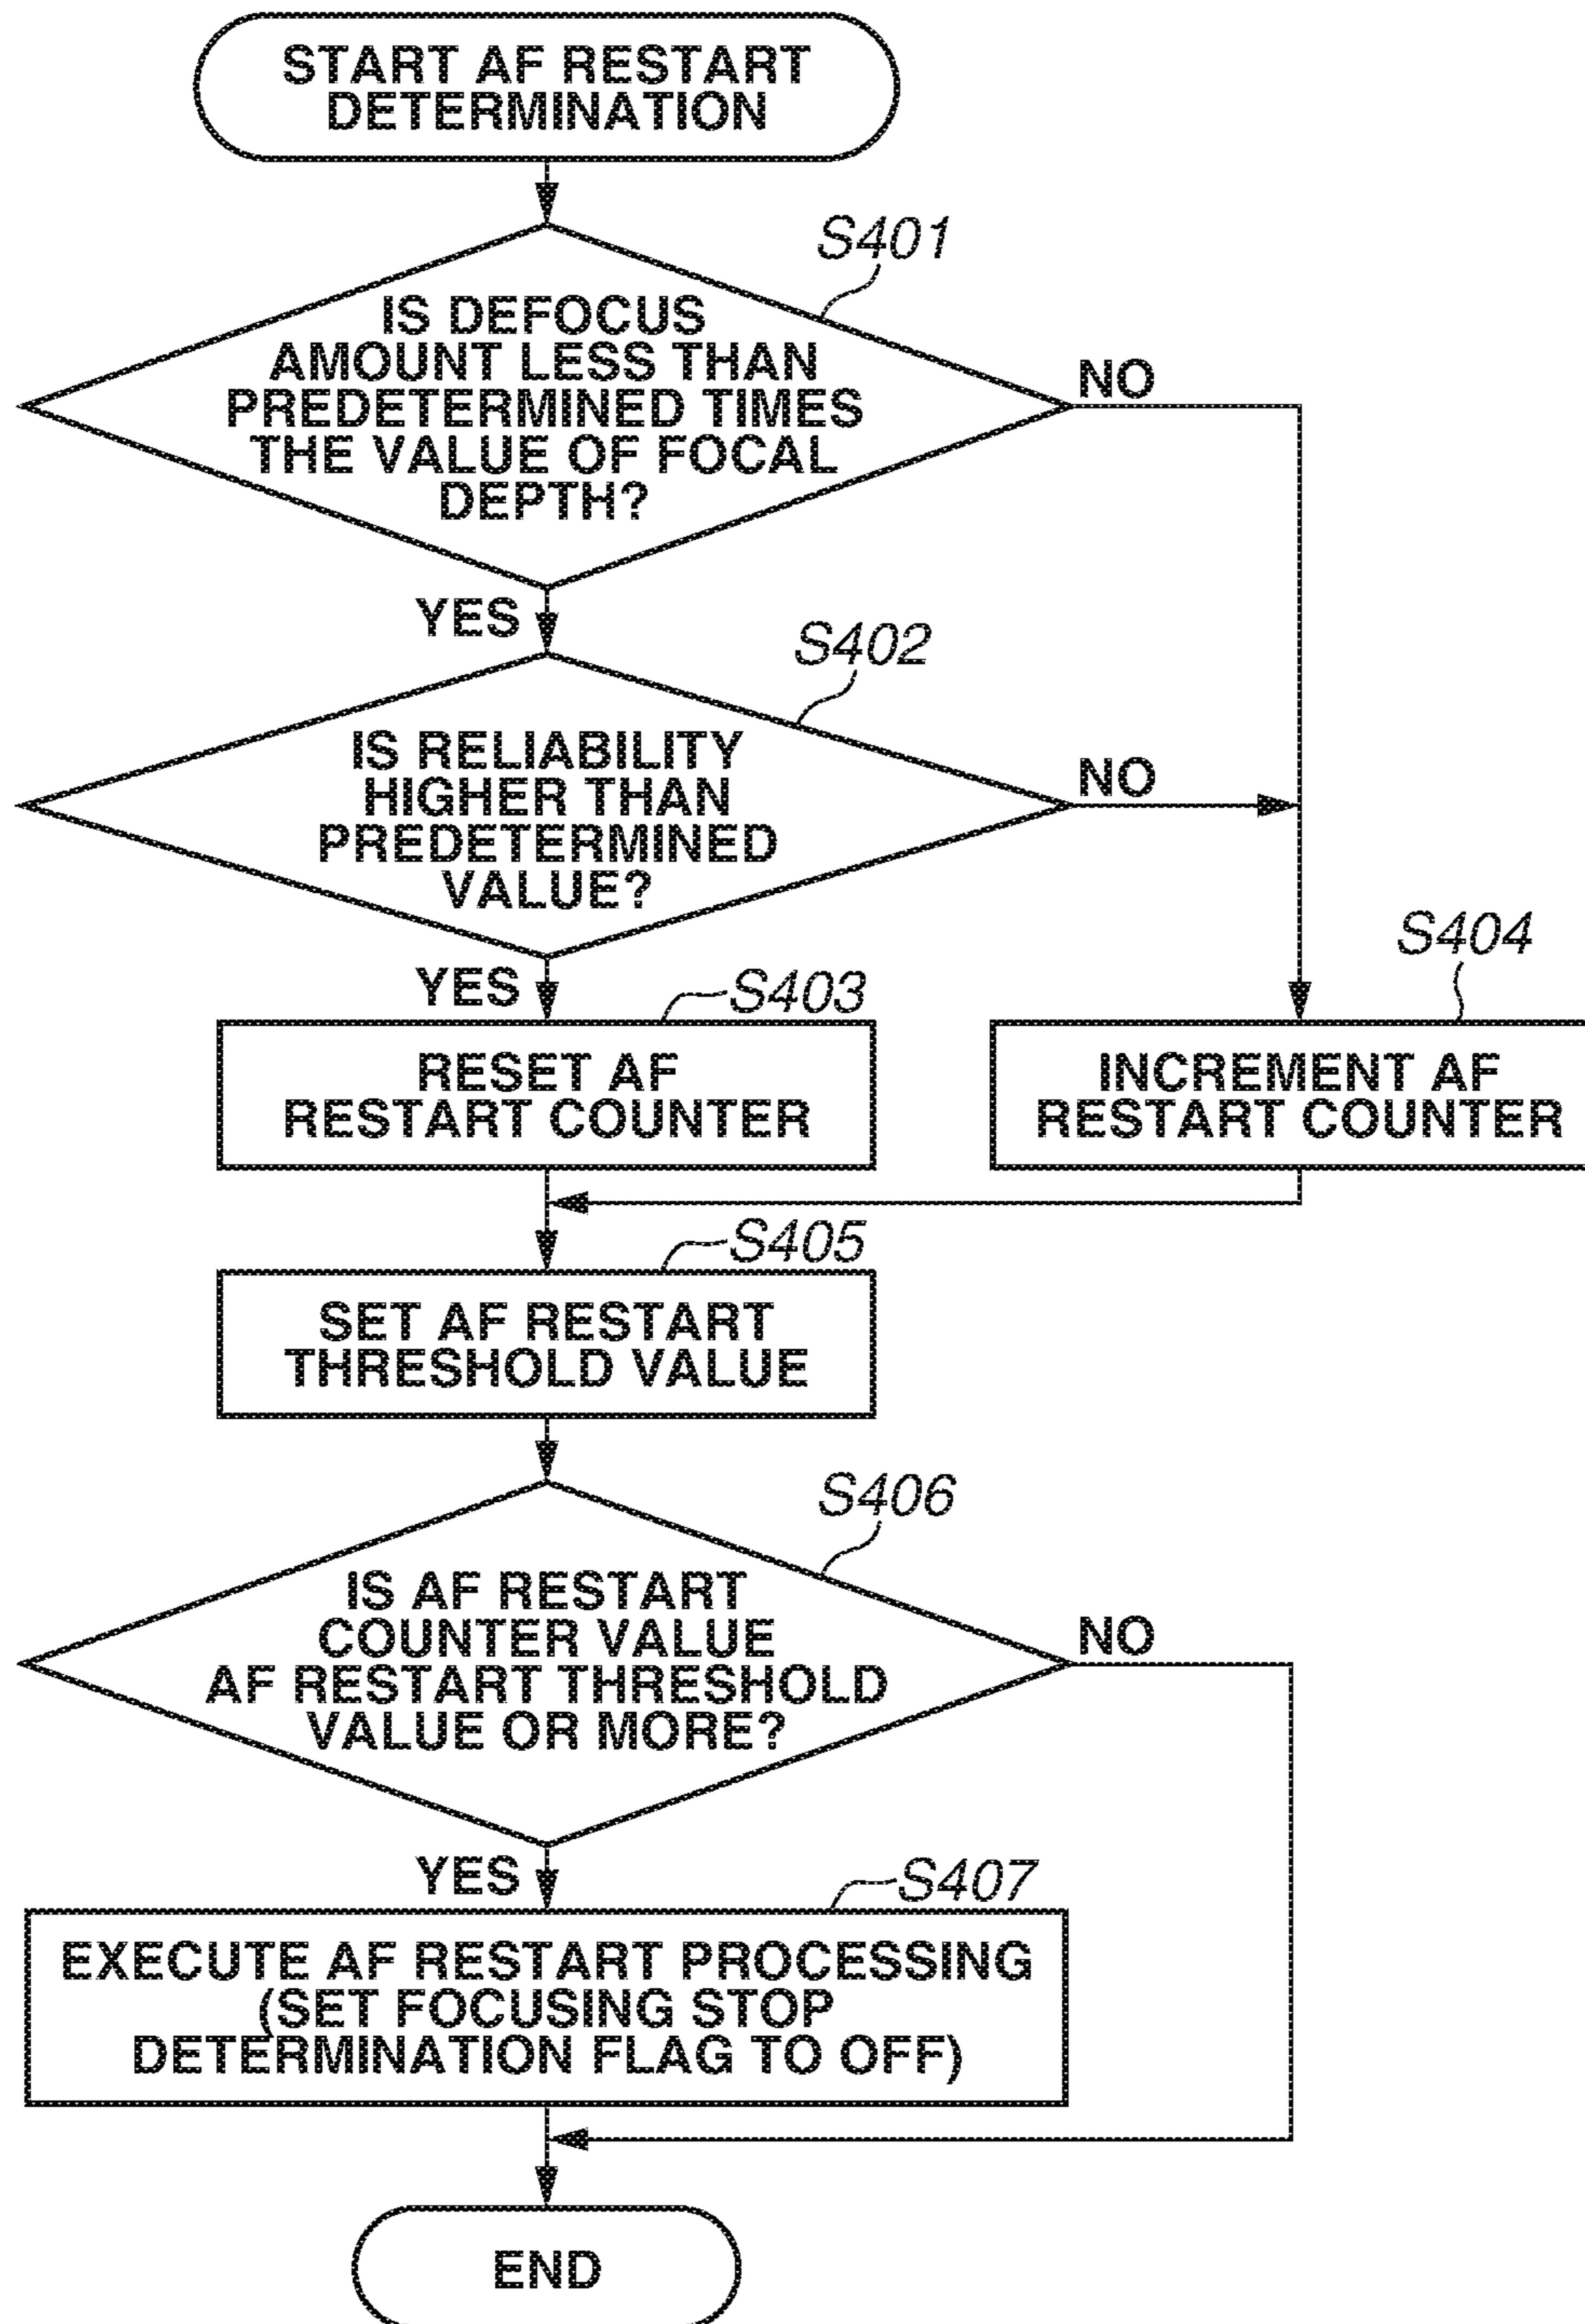 START AF RESTART
DETERMINATION
S401
IS DEFOCUS
AMOUNT LESS THAN
PREDETERMINED TIMES
THE VALUE OF FOCAL
DEPTH?
NO
YES
S402
IS RELIABILITY
HIGHER THAN
PREDETERMINED
VALUE?
NO
YES
S403
RESET AF
RESTART COUNTER
S404
INCREMENT AF
RESTART COUNTER
S405
SET AF RESTART
THRESHOLD VALUE
S406
IS AF RESTART
COUNTER VALUE
AF RESTART THRESHOLD
VALUE OR MORE?
NO
YES
S407
EXECUTE AF RESTART PROCESSING
(SET FOCUSING STOP
DETERMINATION FLAG TO OFF)
END